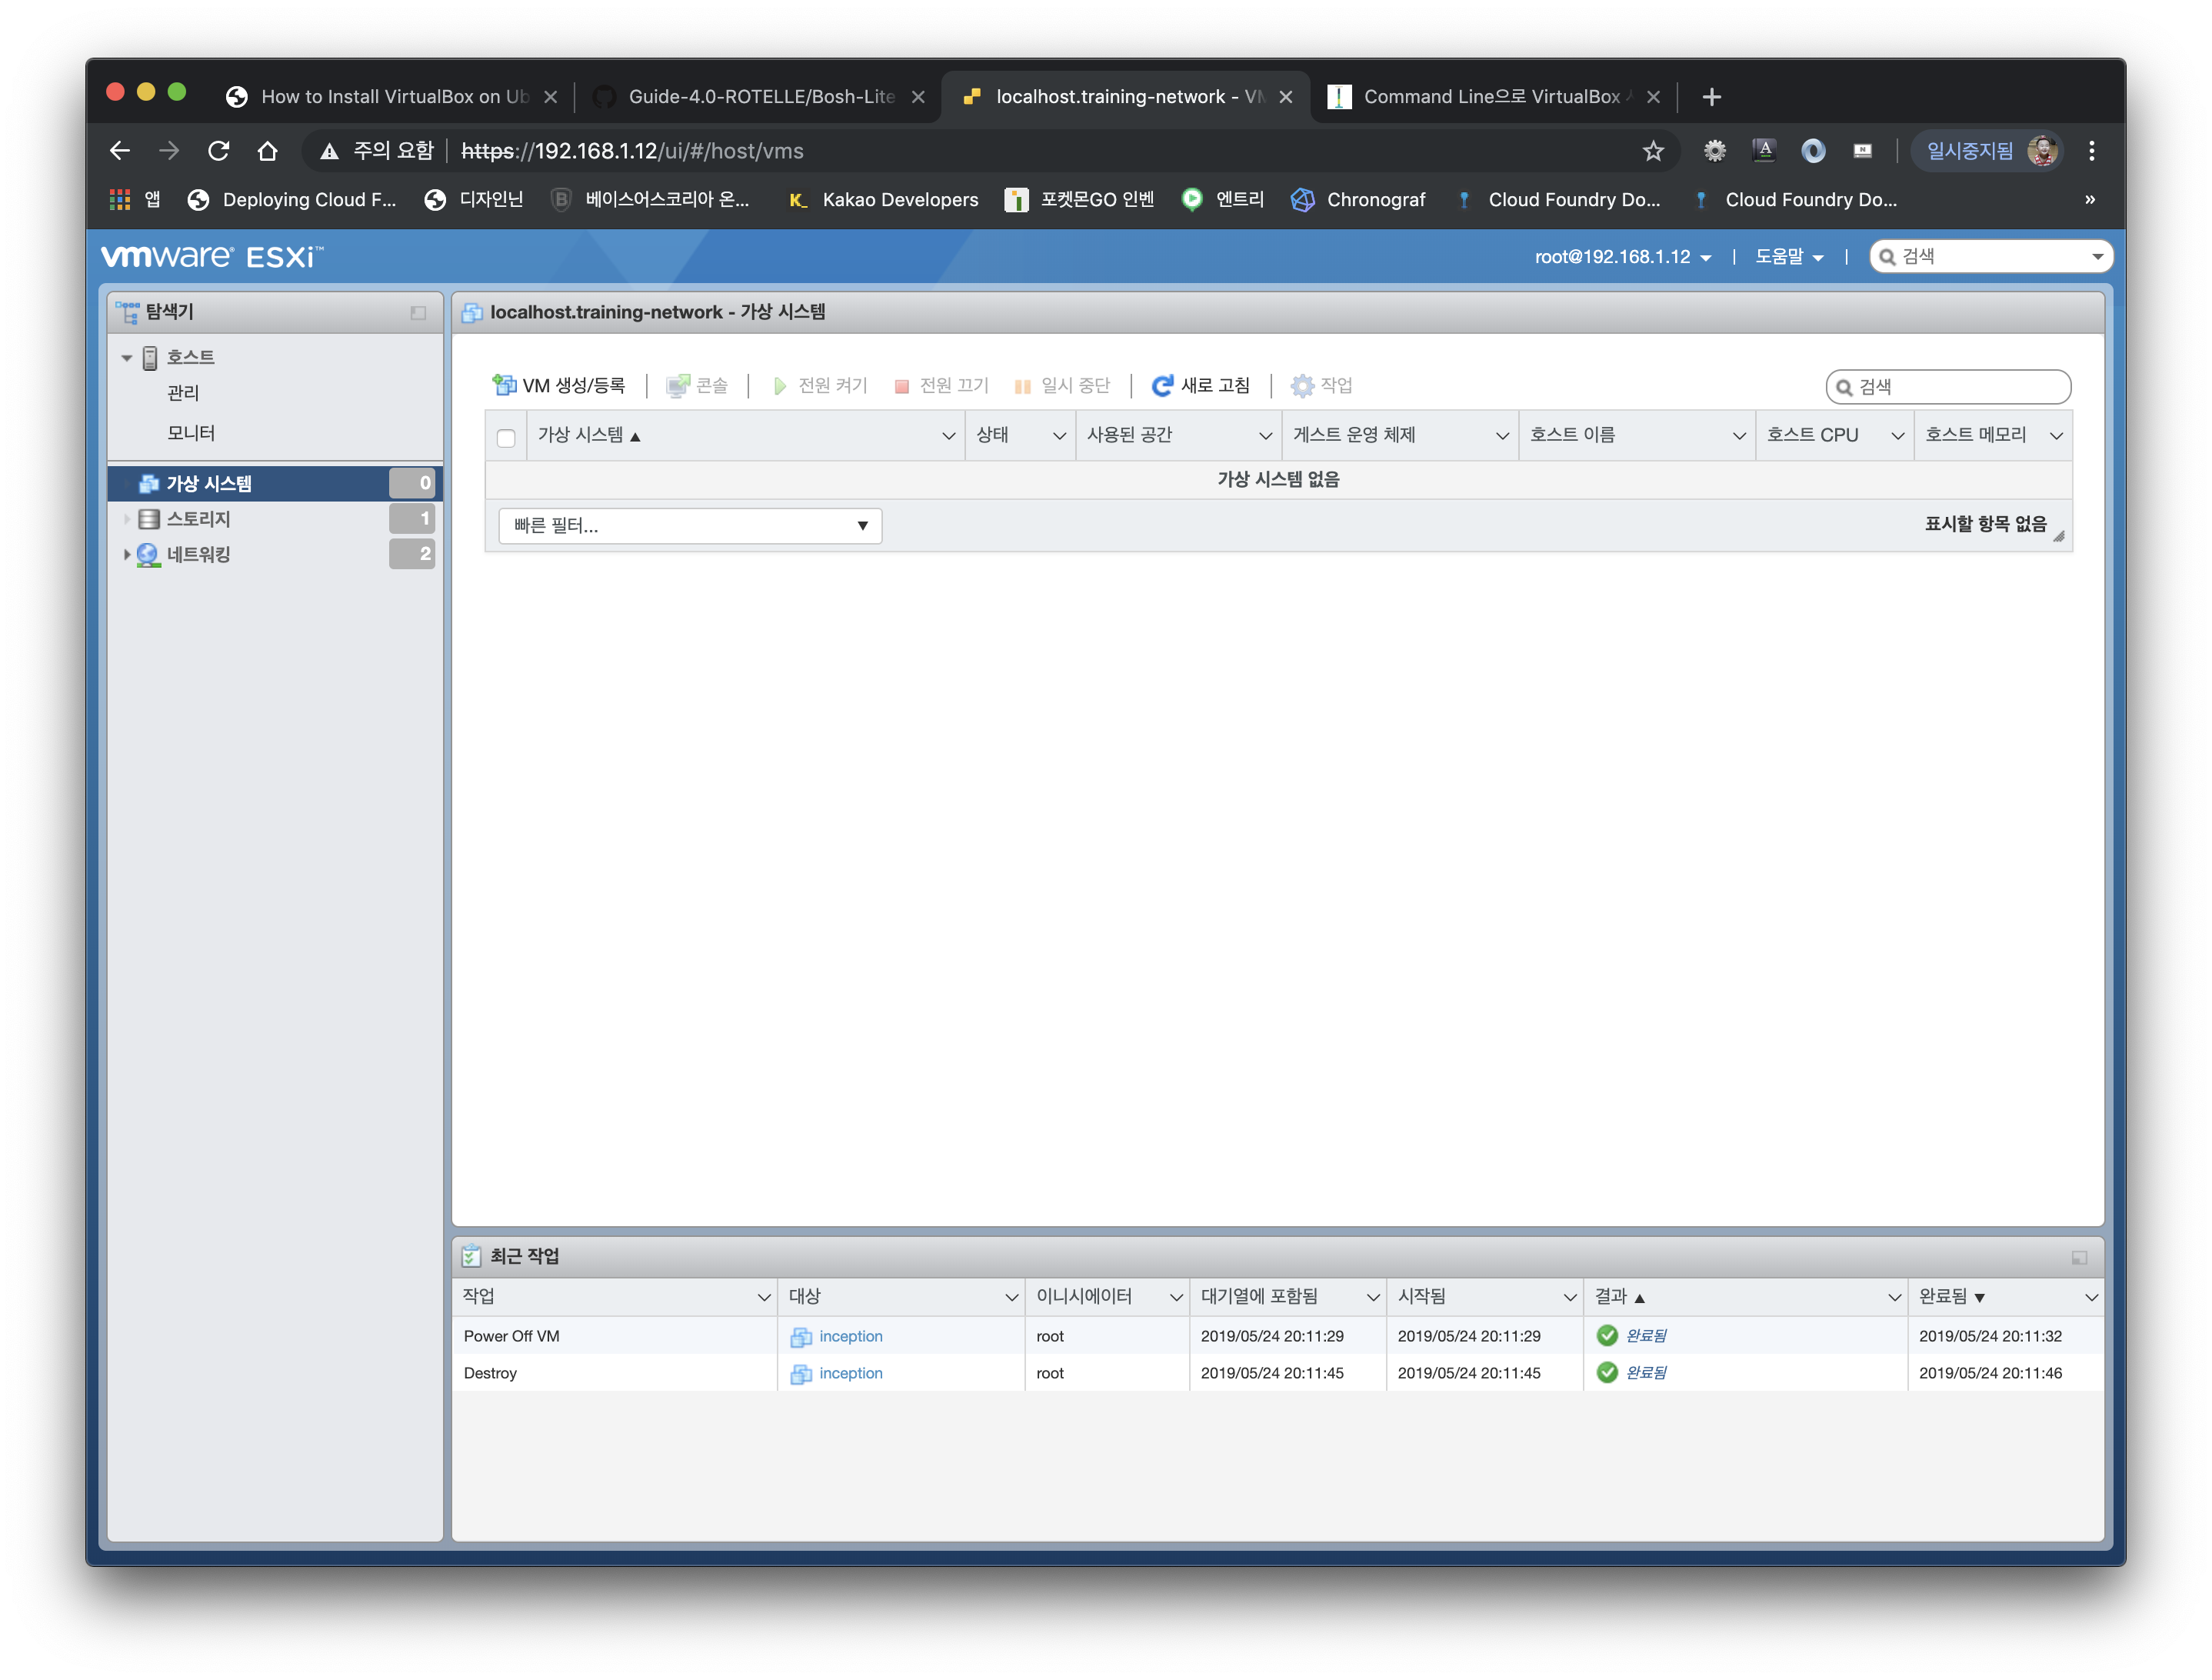 How to Install VirtualBox on Ub
Guide-4.0-ROTELLE/Bosh-Lite
localhost.training-network - VM
Command Line으로 VirtualBox
주의 요함 https://192.168.1.12/ui/#/host/vms 일시중지됨
앱 Deploying Cloud F... 디자인닌 베이스어스코리아 온... K_ Kakao Developers 포켓몬GO 인벤 엔트리 Chronograf Cloud Foundry Do... Cloud Foundry Do... »
vmware® ESXi™
root@192.168.1.12 | 도움말 | 검색
탐색기
호스트
관리
모니터
가상 시스템 0
스토리지 1
네트워킹 2
localhost.training-network - 가상 시스템
VM 생성/등록 콘솔 전원 켜기 전원 끄기 일시 중단 새로 고침 작업 검색
가상 시스템 ▲ 상태 사용된 공간 게스트 운영 체제 호스트 이름 호스트 CPU 호스트 메모리
가상 시스템 없음
빠른 필터... 표시할 항목 없음
최근 작업
작업 대상 이니시에이터 대기열에 포함됨 시작됨 결과 ▲ 완료됨 ▼
Power Off VM inception root 2019/05/24 20:11:29 2019/05/24 20:11:29 완료됨 2019/05/24 20:11:32
Destroy inception root 2019/05/24 20:11:45 2019/05/24 20:11:45 완료됨 2019/05/24 20:11:46